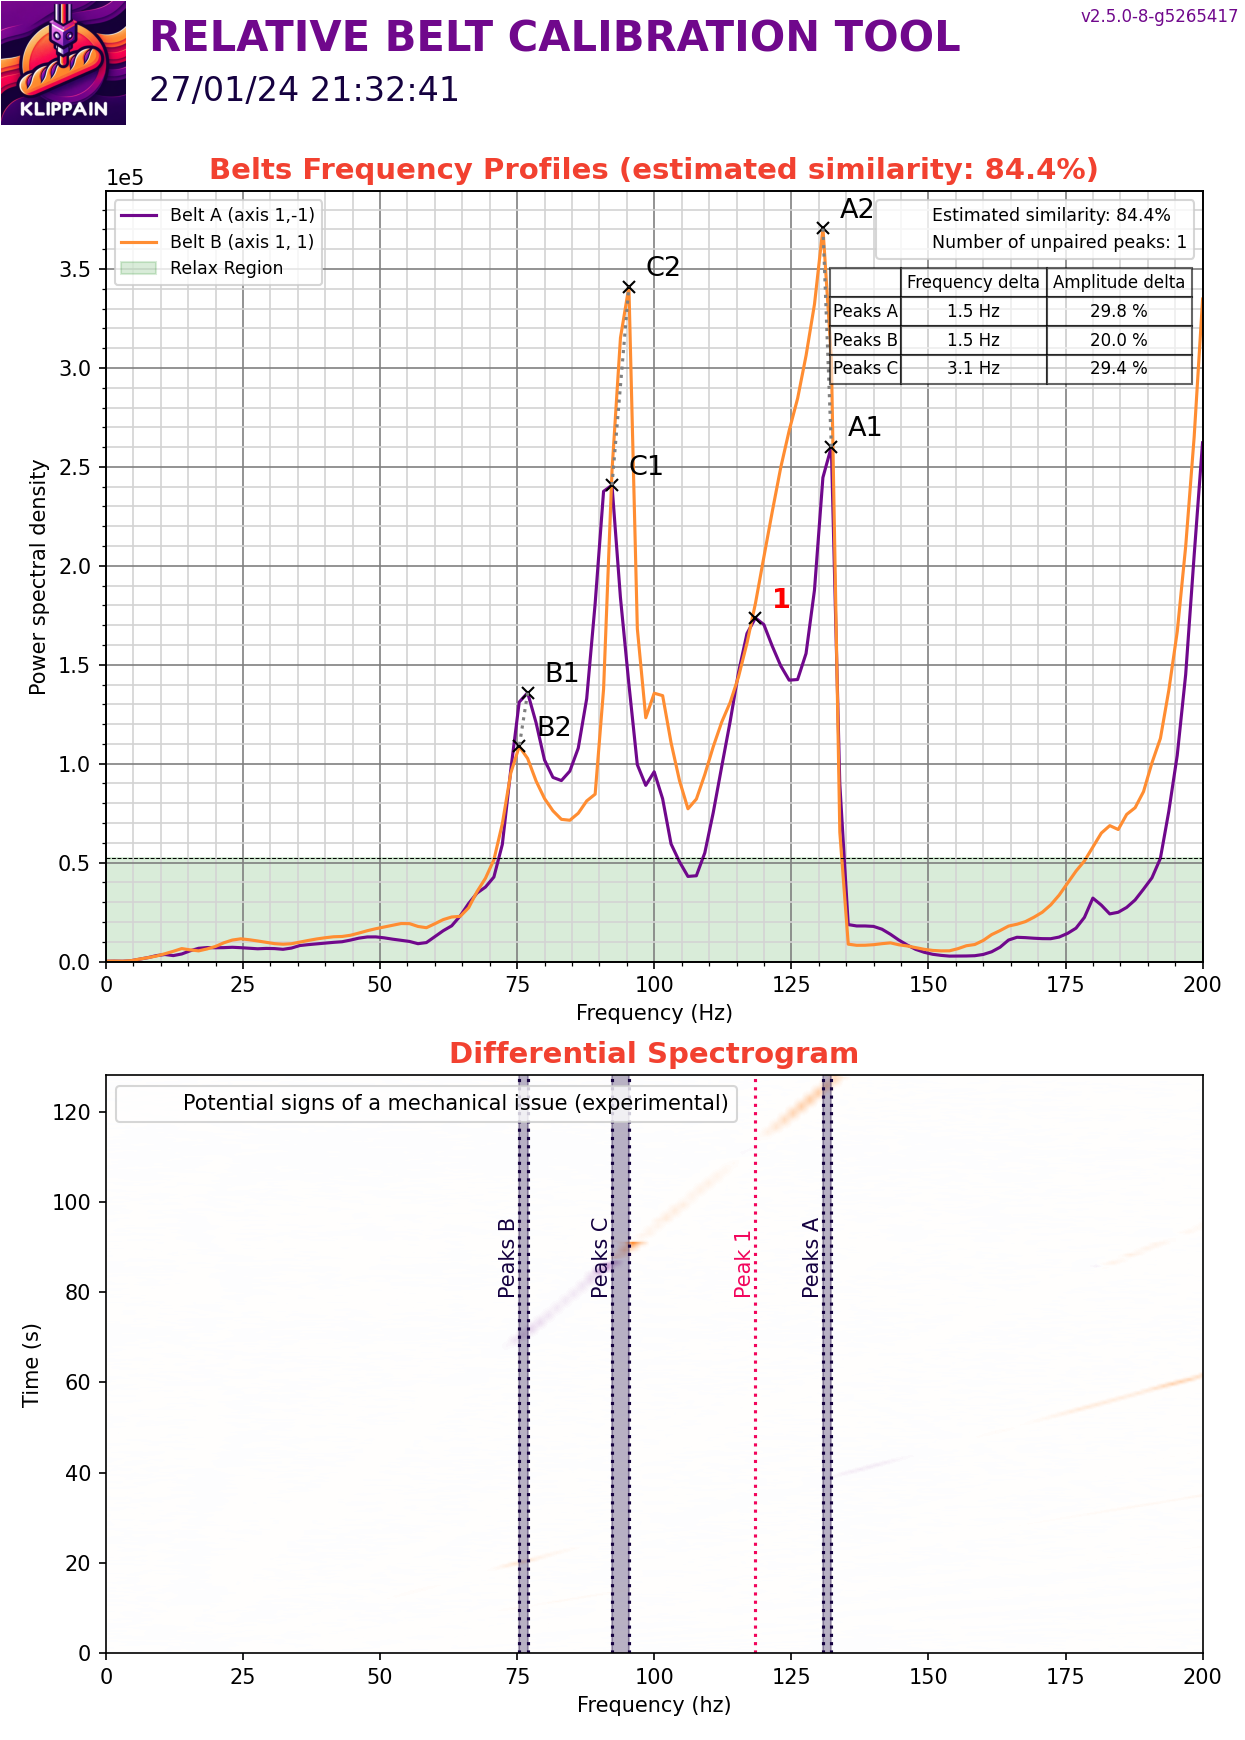 RELATIVE BELT CALIBRATION TOOL
v2.5.0-8-g5265417
27/01/24 21:32:41
KLIPPAIN
Belts Frequency Profiles (estimated similarity: 84.4%)
1e5
Belt A (axis 1,-1)
Belt B (axis 1, 1)
Relax Region
Estimated similarity: 84.4%
Number of unpaired peaks: 1
Frequency delta Amplitude delta
Peaks A 1.5 Hz 29.8 %
Peaks B 1.5 Hz 20.0 %
Peaks C 3.1 Hz 29.4 %
A2
C2
A1
C1
1
B1
B2
Power spectral density
3.5
3.0
2.5
2.0
1.5
1.0
0.5
0.0
0 25 50 75 100 125 150 175 200
Frequency (Hz)
Differential Spectrogram
Potential signs of a mechanical issue (experimental)
Peaks B
Peaks C
Peak 1
Peaks A
Time (s)
120
100
80
60
40
20
0
0 25 50 75 100 125 150 175 200
Frequency (hz)